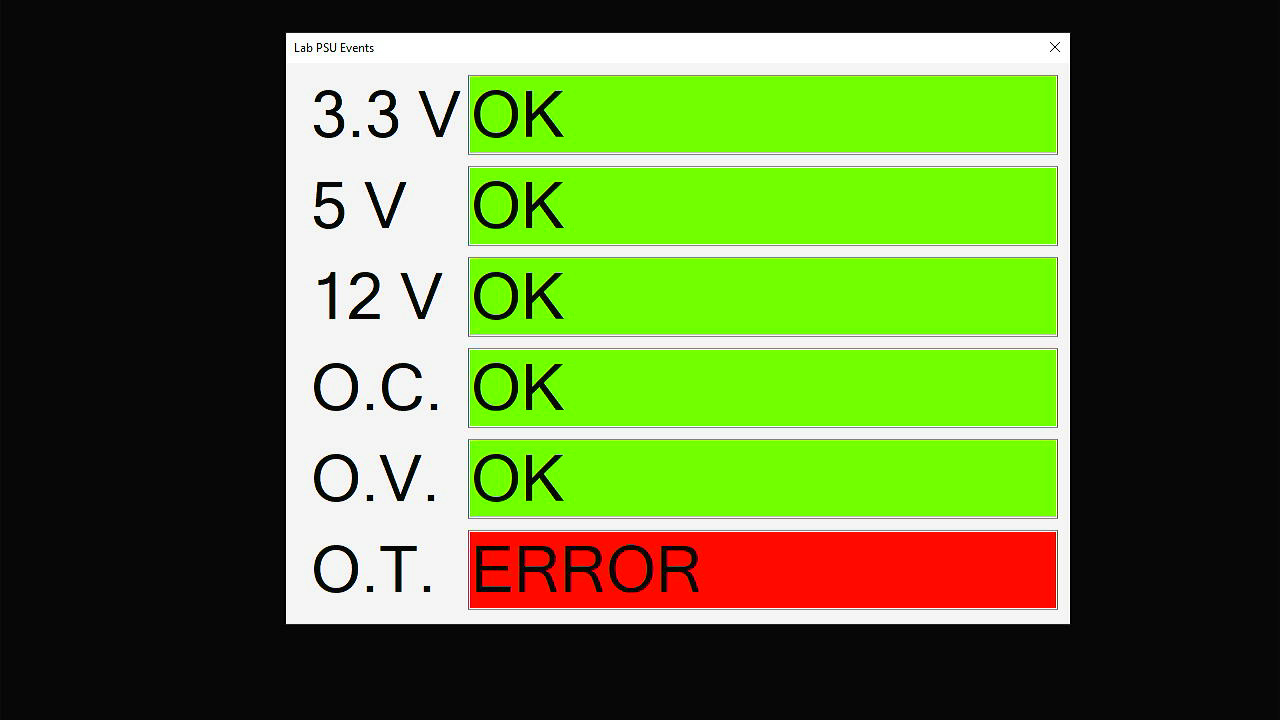 Lab PSU Events
3.3 V OK
5 V OK
12 V OK
O.C. OK
O.V. OK
O.T. ERROR